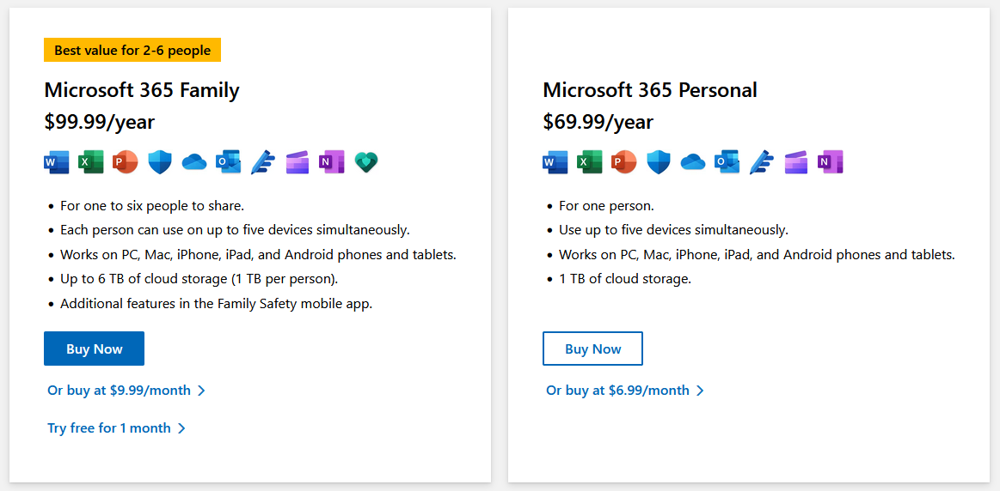 Best value for 2-6 people
Microsoft 365 Family
$99.99/year
W X P O N
• For one to six people to share.
• Each person can use on up to five devices simultaneously.
• Works on PC, Mac, iPhone, iPad, and Android phones and tablets.
• Up to 6 TB of cloud storage (1 TB per person).
• Additional features in the Family Safety mobile app.
Buy Now
Or buy at $9.99/month >
Try free for 1 month >
Microsoft 365 Personal
$69.99/year
W X P O N
• For one person.
• Use up to five devices simultaneously.
• Works on PC, Mac, iPhone, iPad, and Android phones and tablets.
• 1 TB of cloud storage.
Buy Now
Or buy at $6.99/month >